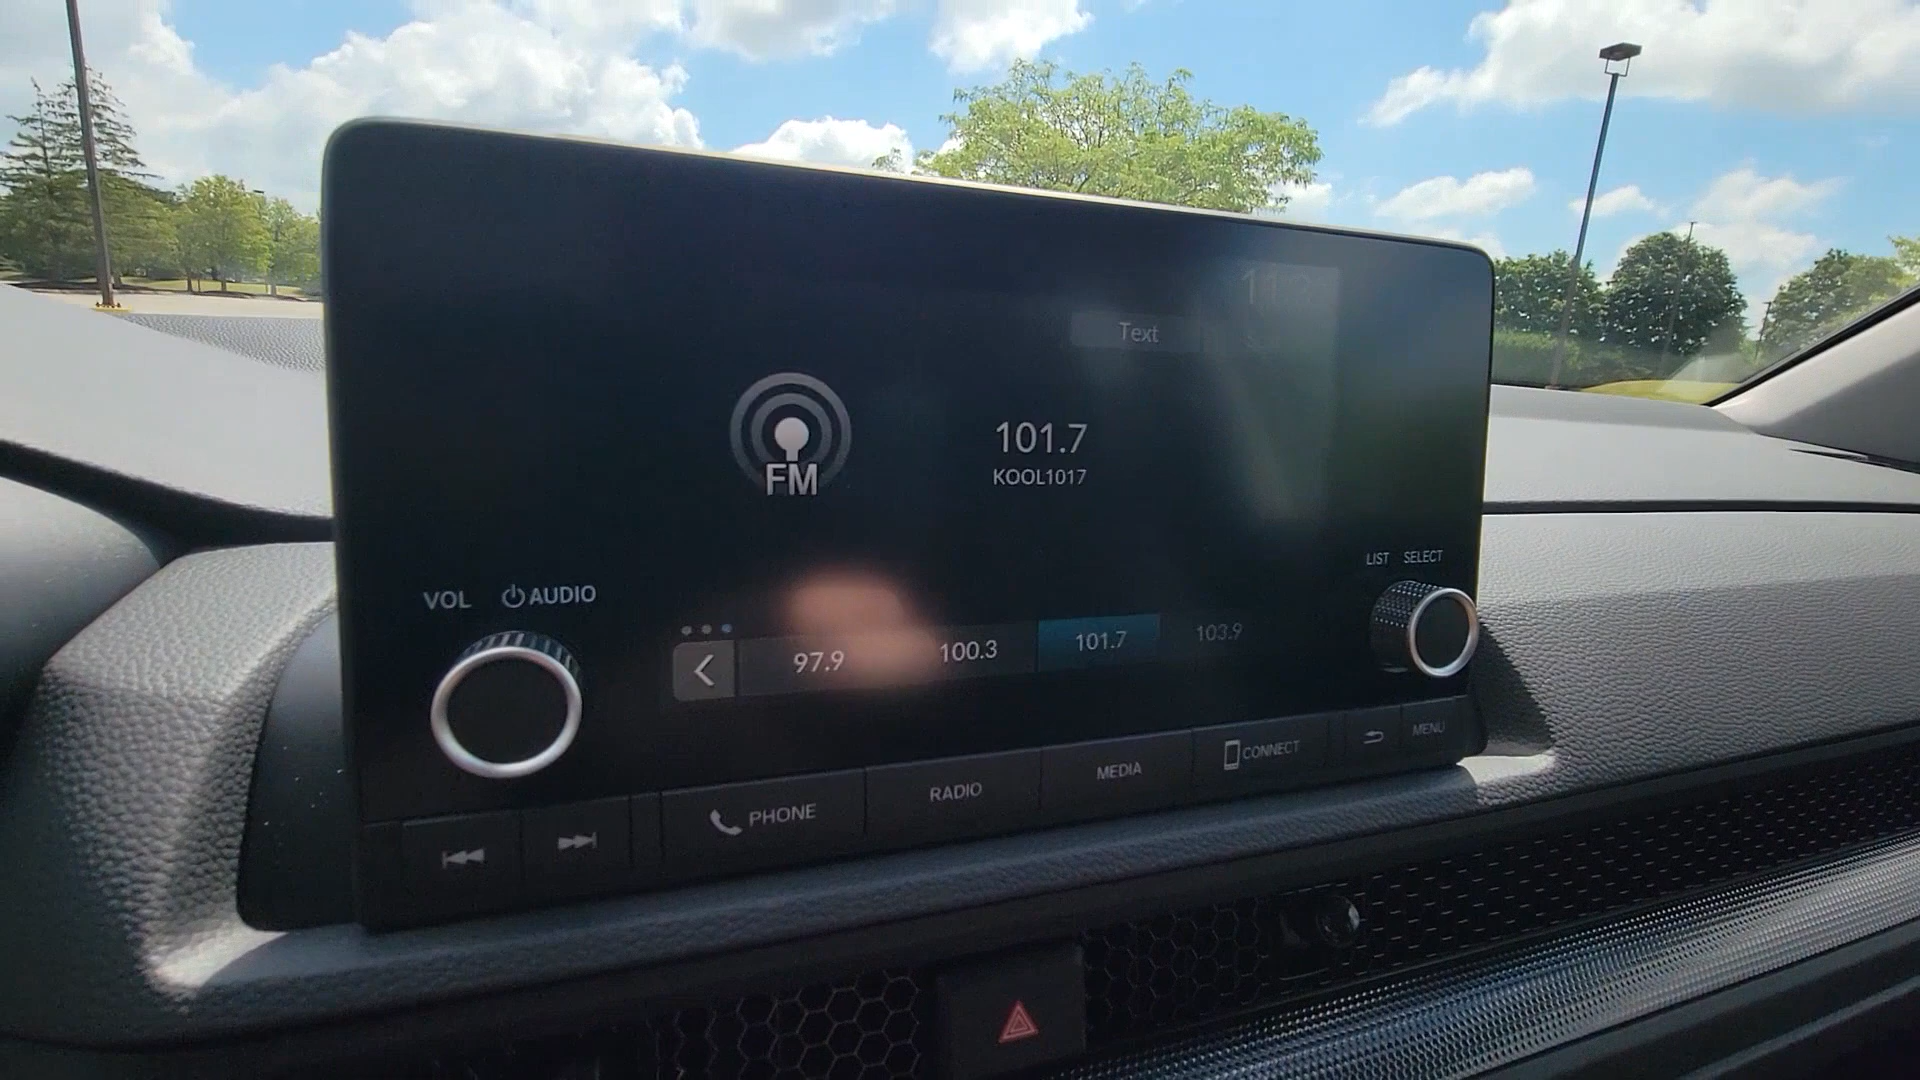 Text
FM
101.7
KOOL1017
LIST SELECT
VOL AUDIO
97.9 100.3 101.7 103.9
PHONE RADIO MEDIA CONNECT MENU